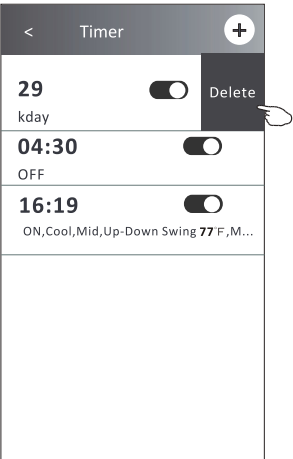 < Timer +
29 Delete
kday
04:30
OFF
16:19
ON,Cool,Mid,Up-Down Swing 77°F,M...